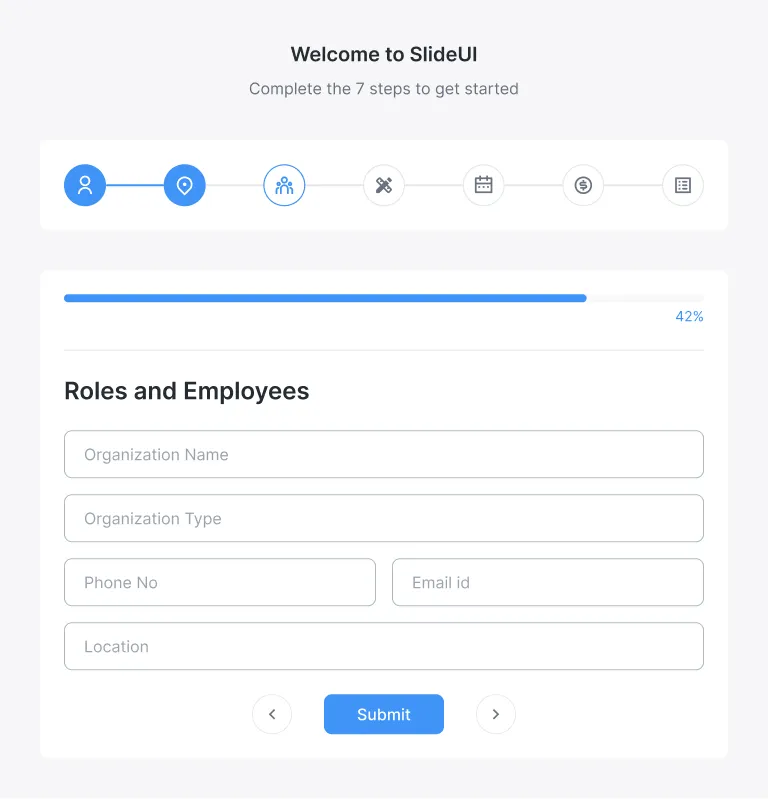 Welcome to SlideUI
Complete the 7 steps to get started
42%
Roles and Employees
Organization Name
Organization Type
Phone No
Email id
Location
Submit